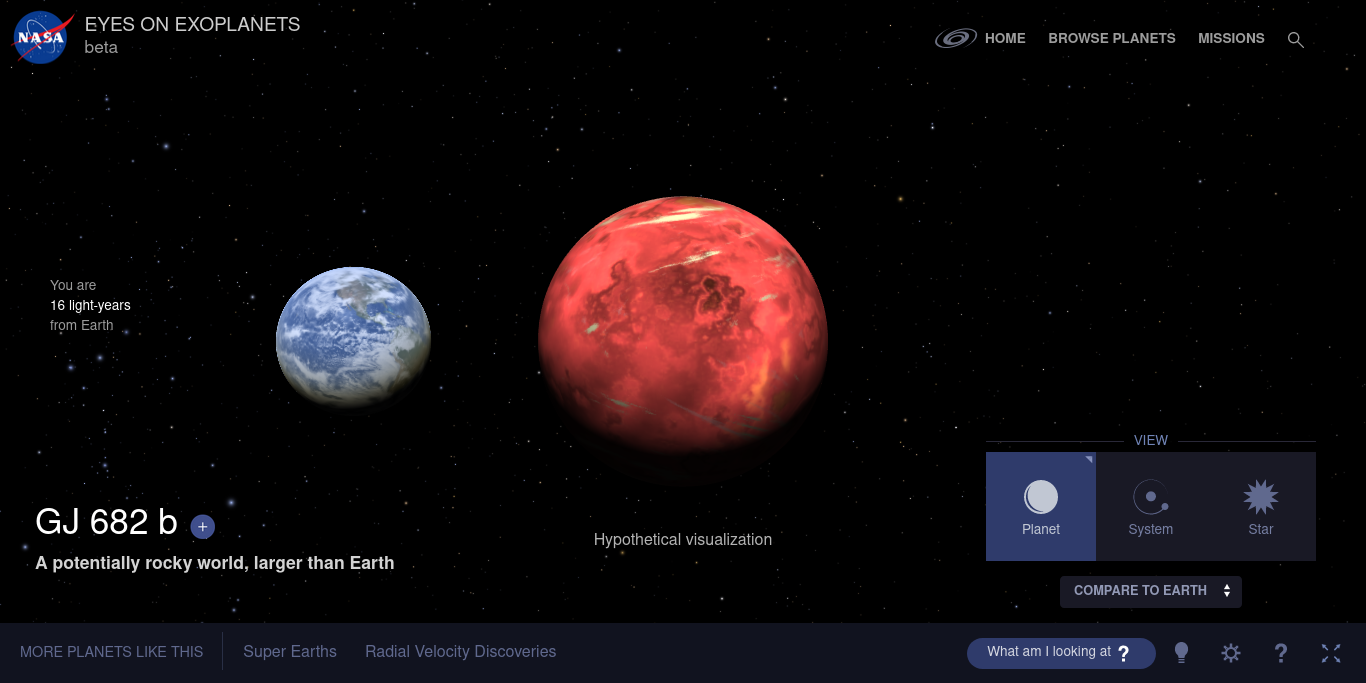 NASA
EYES ON EXOPLANETS
beta
HOME
BROWSE PLANETS
MISSIONS
You are
16 light-years
from Earth
GJ 682 b +
A potentially rocky world, larger than Earth
Hypothetical visualization
VIEW
Planet
System
Star
COMPARE TO EARTH
MORE PLANETS LIKE THIS
Super Earths
Radial Velocity Discoveries
What am I looking at ?
?